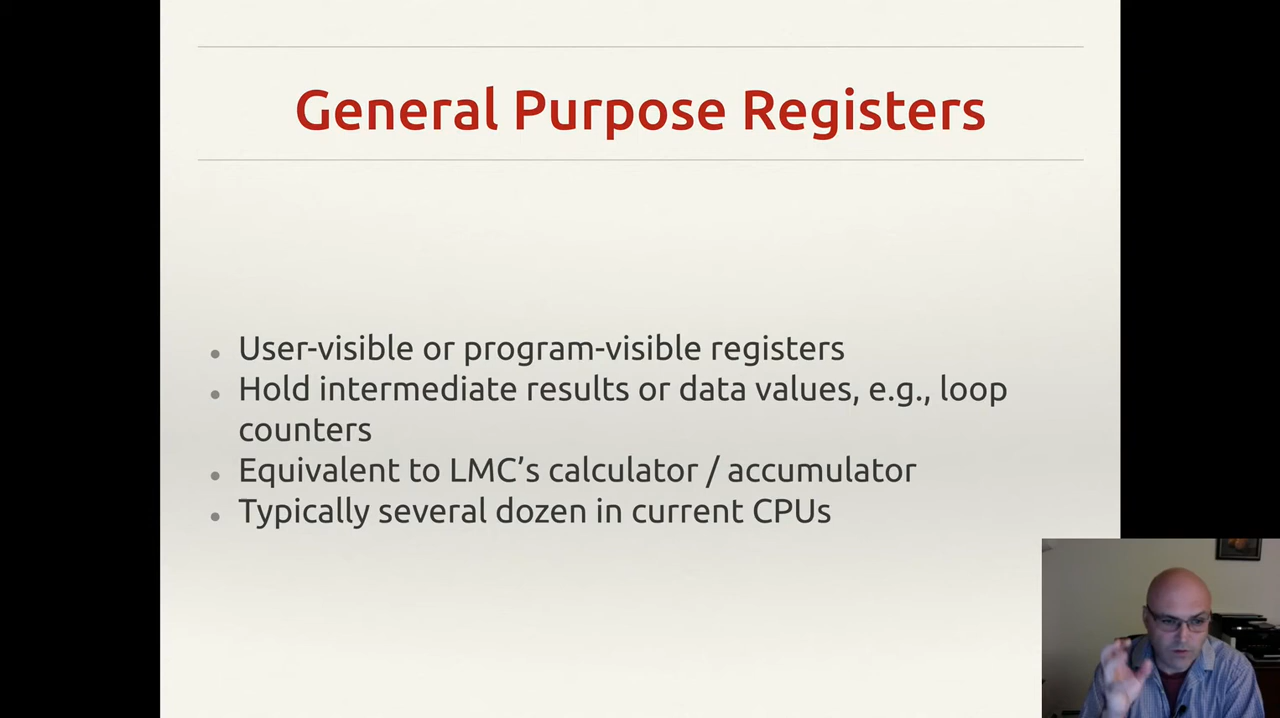 General Purpose Registers
User-visible or program-visible registers
Hold intermediate results or data values, e.g., loop
counters
Equivalent to LMC’s calculator / accumulator
Typically several dozen in current CPUs